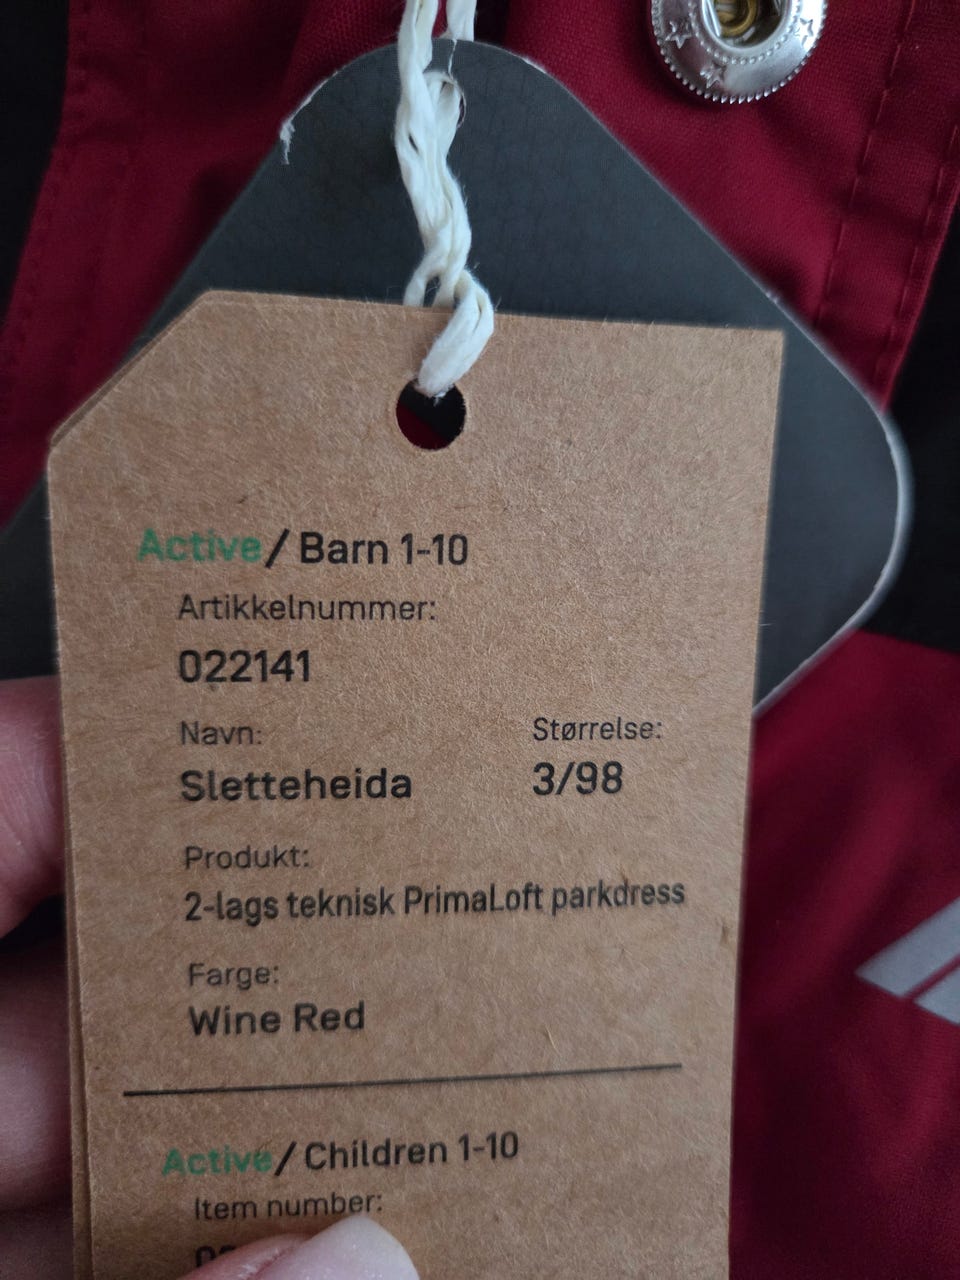 Active/Barn 1-10
Artikkelnummer:
022141
Navn:
Størrelse:
Sletteheida
3/98
Produkt:
2-lags teknisk PrimaLoft parkdress
Farge:
Wine Red
Active/Children 1-10
Item number: